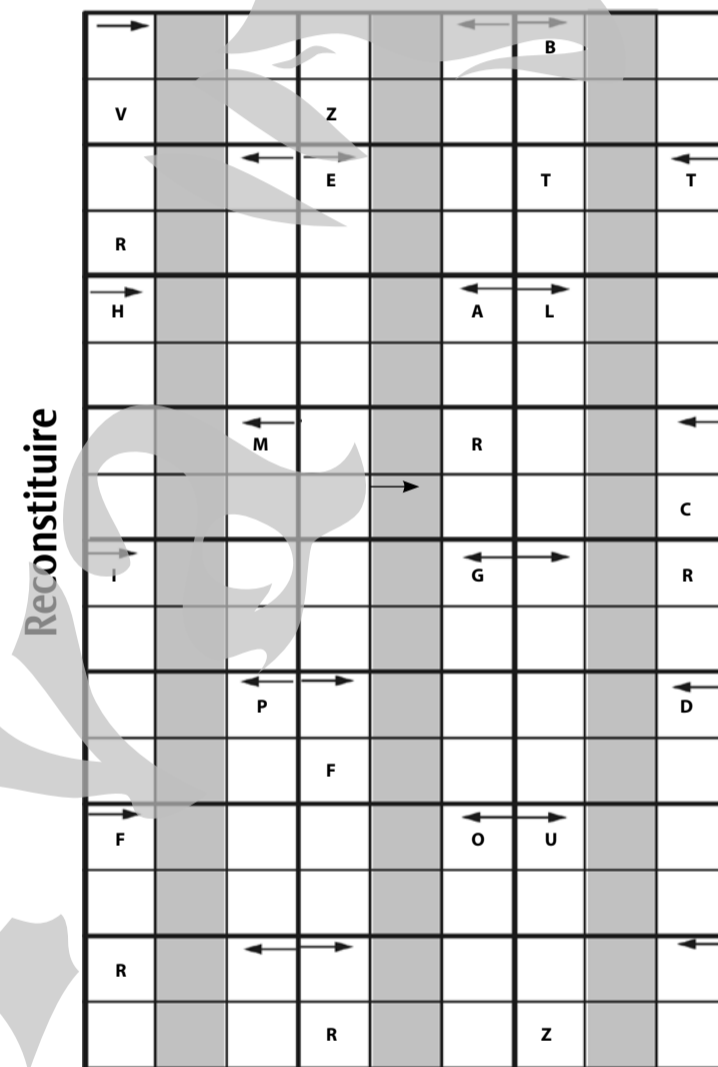 Reconstituire
B
V Z
E T T
R
H A L
M R
C
I G R
P D
F
F O U
R
R Z